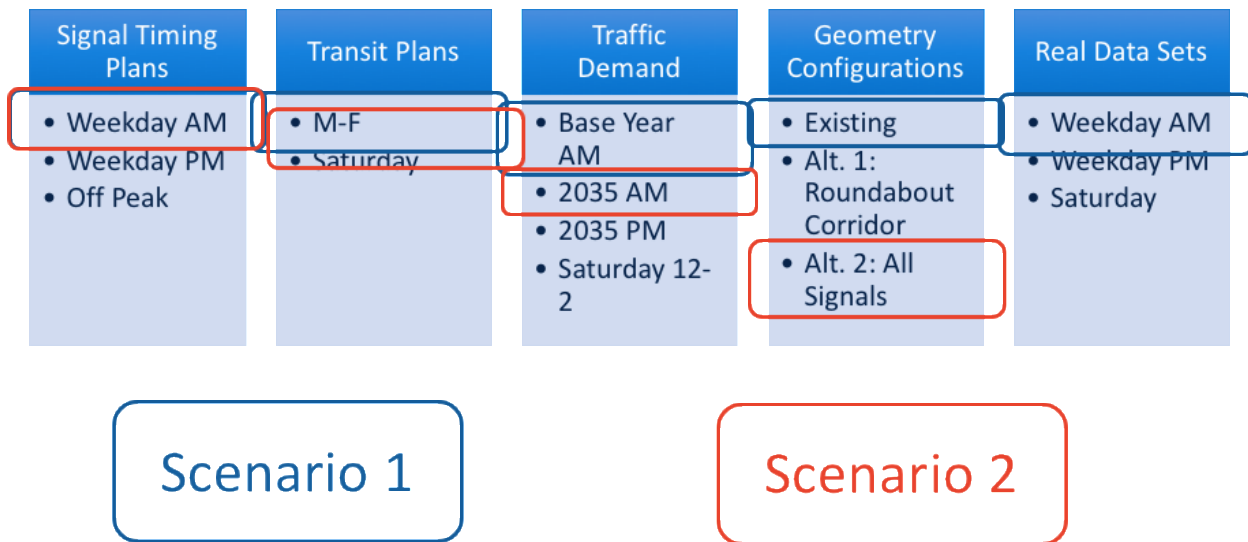 Signal Timing
Plans
• Weekday AM
• Weekday PM
• Off Peak
Transit Plans
• M-F
• Saturday
Traffic
Demand
• Base Year
AM
• 2035 AM
• 2035 PM
• Saturday 12-
2
Geometry
Configurations
• Existing
• Alt. 1:
Roundabout
Corridor
• Alt. 2: All
Signals
Real Data Sets
• Weekday AM
• Weekday PM
• Saturday
Scenario 1
Scenario 2